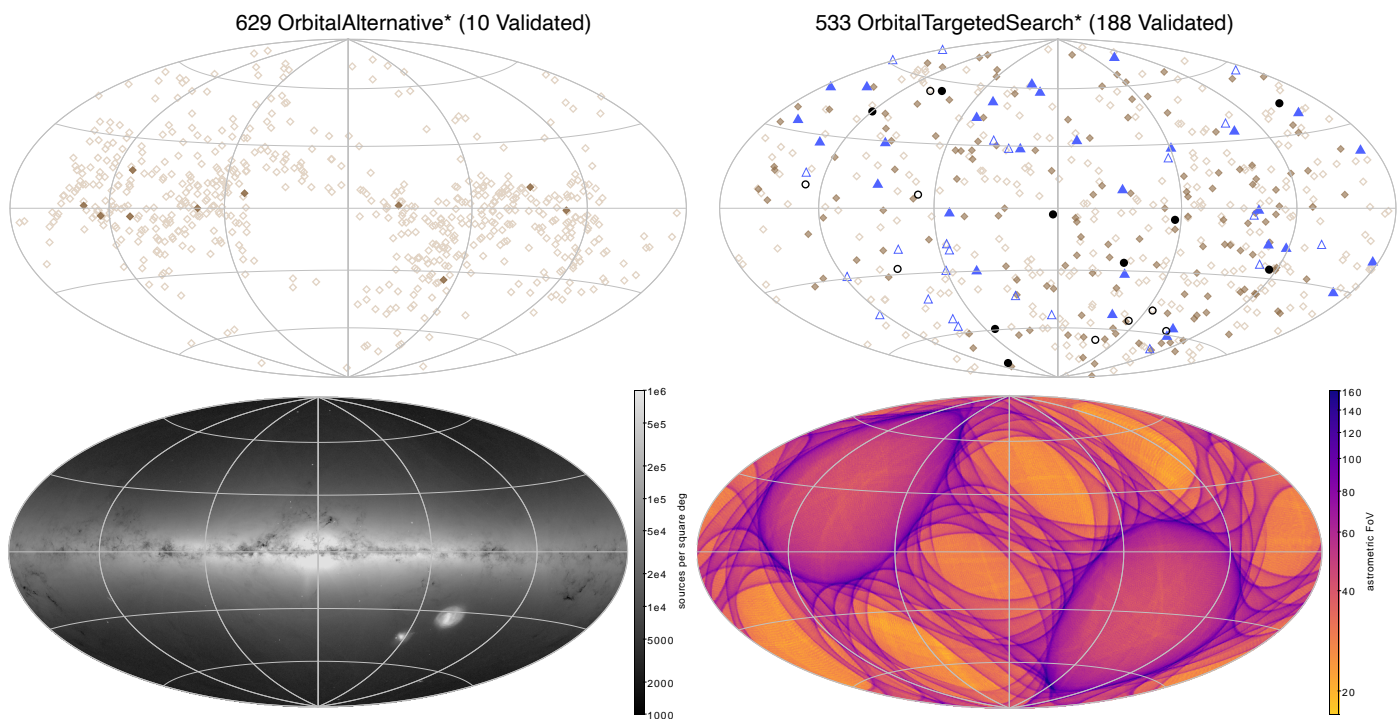 629 OrbitalAlternative* (10 Validated)
533 OrbitalTargetedSearch* (188 Validated)
1e6
5e5
2e5
1e5
5e4
2e4
1e4
5000
2000
1000
sources per square deg
160
140
120
100
80
60
40
20
astrometric FoV